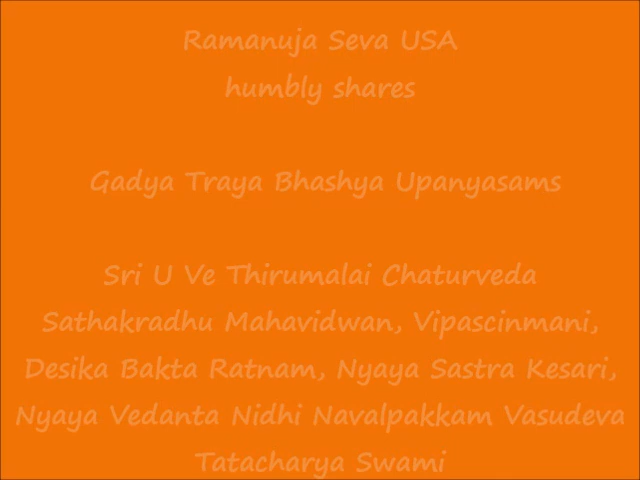 Ramanuja Seva USA
humbly shares
Gadya Traya Bhashya Upanyasams
Sri U Ve Thirumalai Chaturveda
Sathakradhu Mahavidwan, Vipascinmani,
Desika Bakta Ratnam, Nyaya Sastra Kesari,
Nyaya Vedanta Nidhi Navalpakkam Vasudeva
Tatacharya Swami